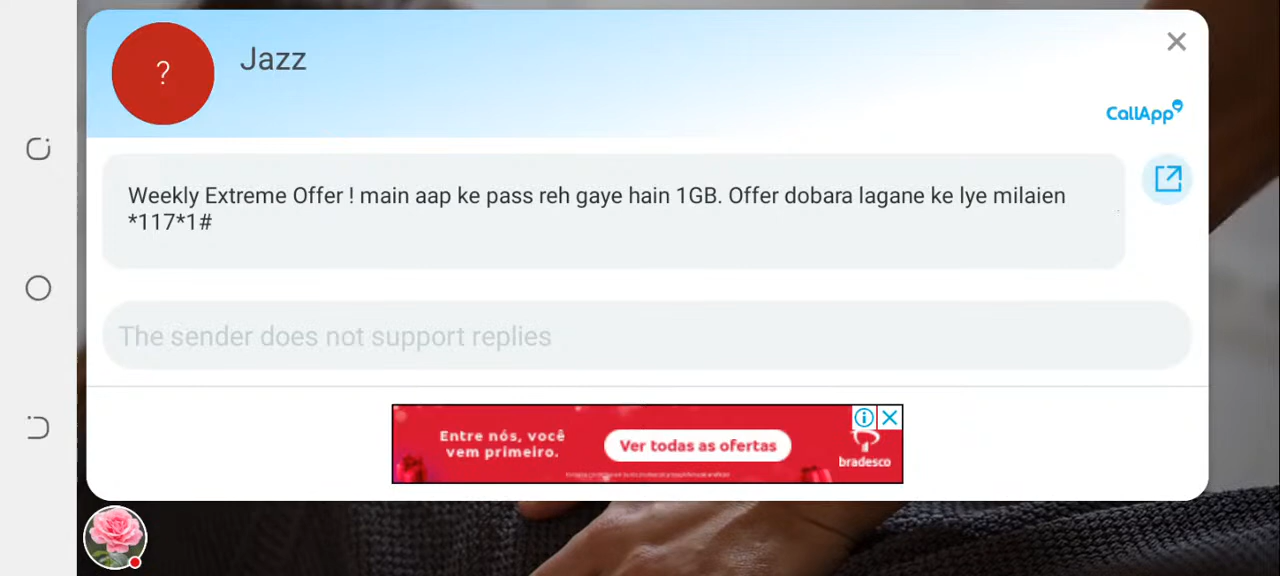 ?
Jazz
CallApp
Weekly Extreme Offer ! main aap ke pass reh gaye hain 1GB. Offer dobara lagane ke lye milaien
*117*1#
The sender does not support replies
Entre nós, você
vem primeiro.
Ver todas as ofertas
bradesco